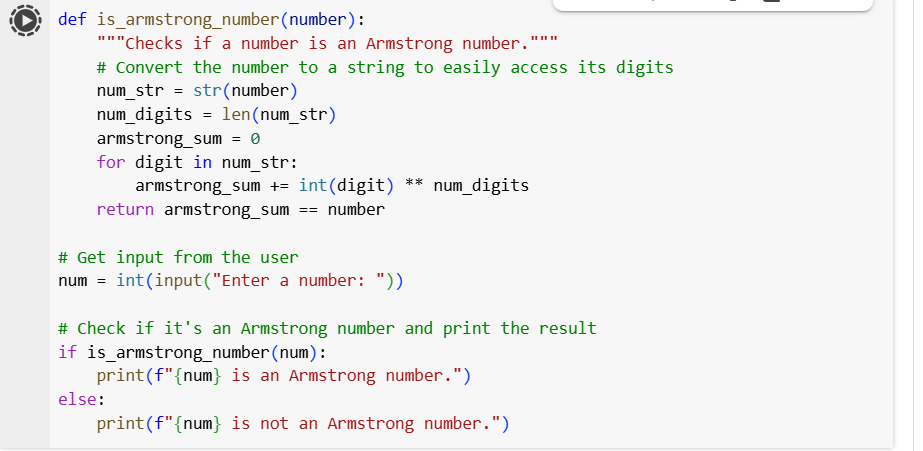 def is_armstrong_number(number):
    """Checks if a number is an Armstrong number."""
    # Convert the number to a string to easily access its digits
    num_str = str(number)
    num_digits = len(num_str)
    armstrong_sum = 0
    for digit in num_str:
        armstrong_sum += int(digit) ** num_digits
    return armstrong_sum == number

# Get input from the user
num = int(input("Enter a number: "))

# Check if it's an Armstrong number and print the result
if is_armstrong_number(num):
    print(f"{num} is an Armstrong number.")
else:
    print(f"{num} is not an Armstrong number.")